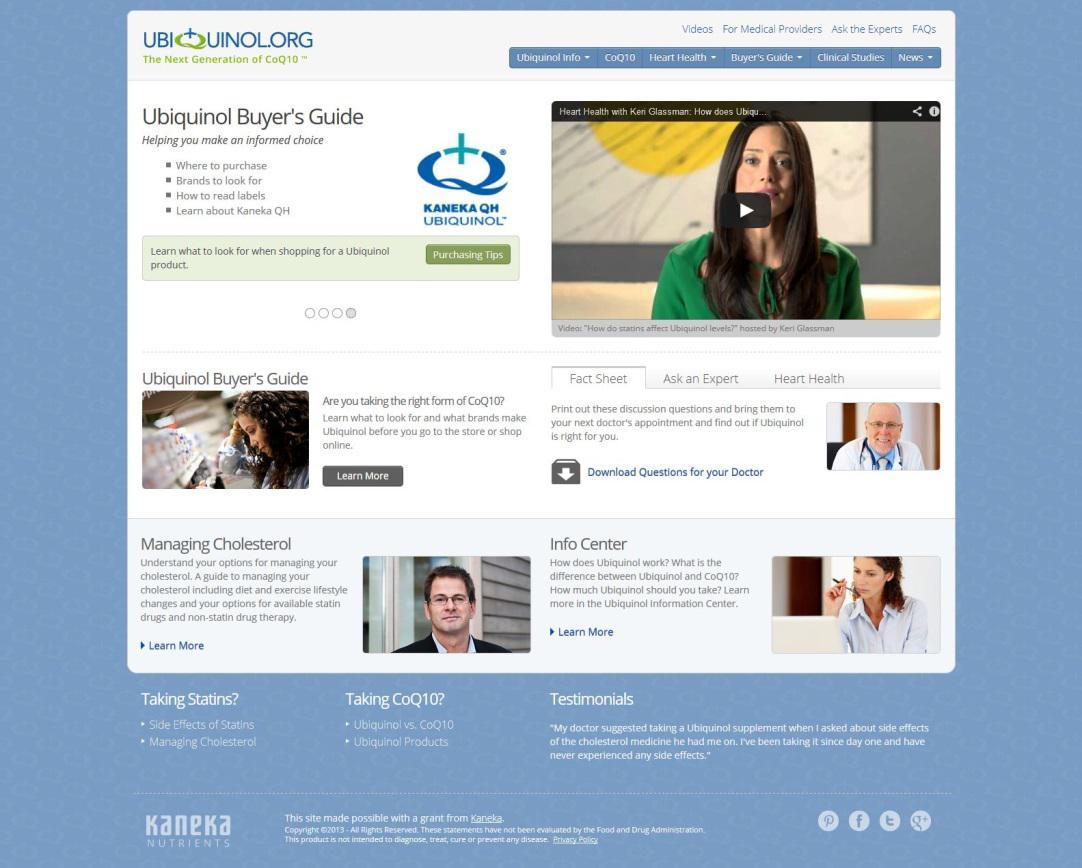 UBIQUINOL.ORG
The Next Generation of CoQ10 ™
Videos For Medical Providers Ask the Experts FAQs
Ubiquinol Info CoQ10 Heart Health Buyer's Guide Clinical Studies News
Ubiquinol Buyer's Guide
Helping you make an informed choice
Where to purchase
Brands to look for
How to read labels
Learn about Kaneka QH
®
KANEKA QH
UBIQUINOL™
Learn what to look for when shopping for a Ubiquinol
product.
Purchasing Tips
Heart Health with Keri Glassman: How does Ubiqu...
Video: "How do statins affect Ubiquinol levels?" hosted by Keri Glassman
Ubiquinol Buyer's Guide
Are you taking the right form of CoQ10?
Learn what to look for and what brands make
Ubiquinol before you go to the store or shop
online.
Learn More
Fact Sheet Ask an Expert Heart Health
Print out these discussion questions and bring them to
your next doctor's appointment and find out if Ubiquinol
is right for you.
Download Questions for your Doctor
Managing Cholesterol
Understand your options for managing your
cholesterol. A guide to managing your
cholesterol including diet and exercise lifestyle
changes and your options for available statin
drugs and non-statin drug therapy.
Learn More
Info Center
How does Ubiquinol work? What is the
difference between Ubiquinol and CoQ10?
How much Ubiquinol should you take? Learn
more in the Ubiquinol Information Center.
Learn More
Taking Statins?
Side Effects of Statins
Managing Cholesterol
Taking CoQ10?
Ubiquinol vs. CoQ10
Ubiquinol Products
Testimonials
"My doctor suggested taking a Ubiquinol supplement when I asked about side effects
of the cholesterol medicine he had me on. I've been taking it since day one and have
never experienced any side effects."
Kaneka
NUTRIENTS
This site made possible with a grant from Kaneka.
Copyright ©2013 - All Rights Reserved. These statements have not been evaluated by the Food and Drug Administration.
This product is not intended to diagnose, treat, cure or prevent any disease. Privacy Policy